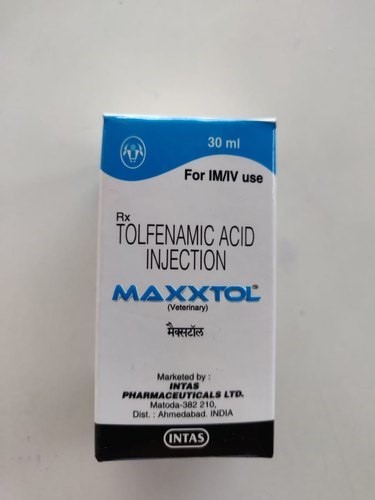 30 ml
For IM/IV use
Rx
TOLFENAMIC ACID
INJECTION
MAXXTOL
(Veterinary)
मैक्सटॉल
Marketed by :
INTAS
PHARMACEUTICALS LTD.
Matoda-382 210,
Dist. : Ahmedabad. INDIA
INTAS